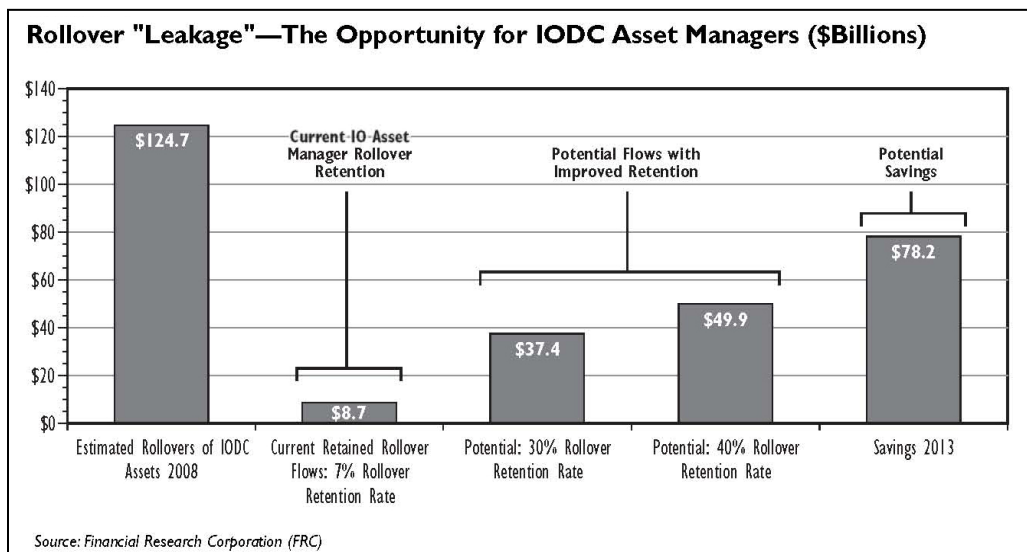 Rollover "Leakage"—The Opportunity for IODC Asset Managers ($Billions)
$140
$120
$100
$80
$60
$40
$20
$0
$124.7
Current IO Asset
Manager Rollover
Retention
$8.7
Potential Flows with
Improved Retention
$37.4
$49.9
Potential
Savings
$78.2
Estimated Rollovers of IODC
Assets 2008
Current Retained Rollover
Flows: 7% Rollover
Retention Rate
Potential: 30% Rollover
Retention Rate
Potential: 40% Rollover
Retention Rate
Savings 2013
Source: Financial Research Corporation (FRC)